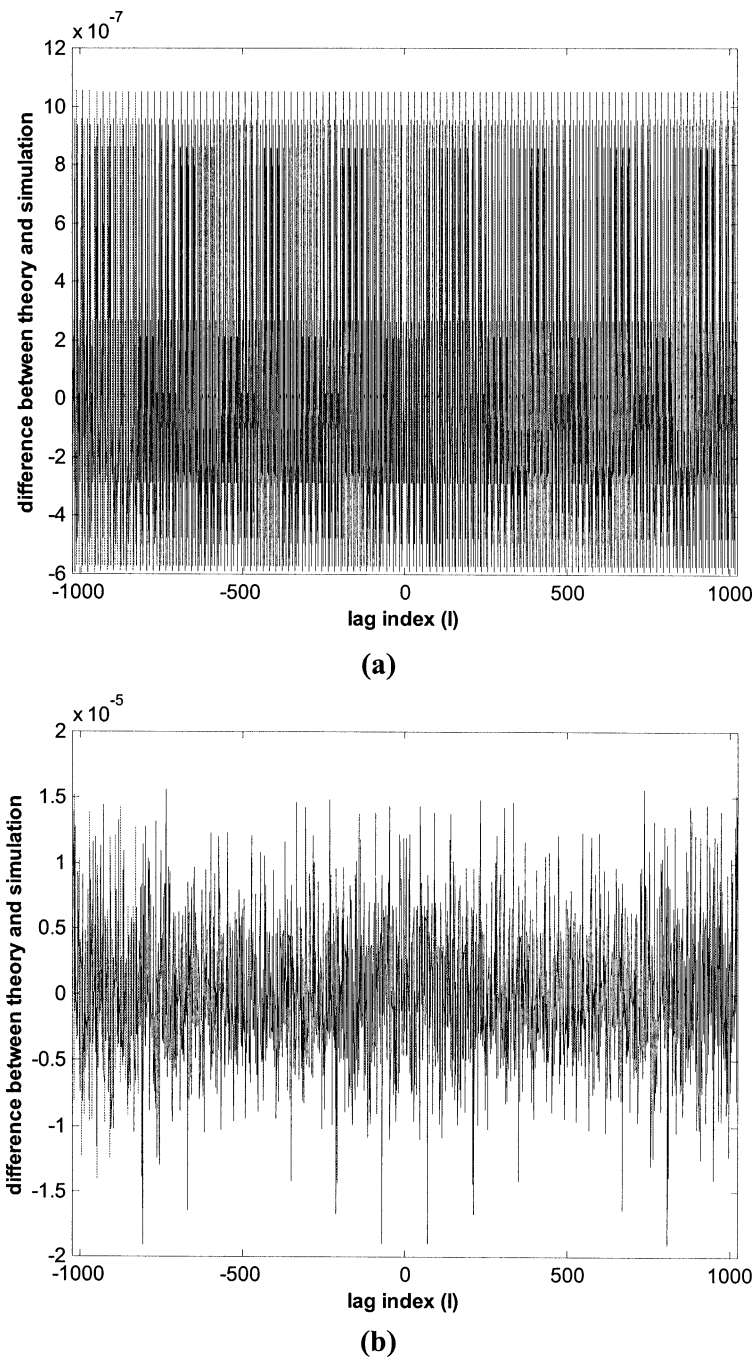 x 10-7
12
10
8
6
4
2
0
-2
-4
-6
difference between theory and simulation
-1000 -500 0 500 1000
lag index (l)
(a)
x 10-5
2
1.5
1
0.5
0
-0.5
-1
-1.5
-2
difference between theory and simulation
-1000 -500 0 500 1000
lag index (l)
(b)